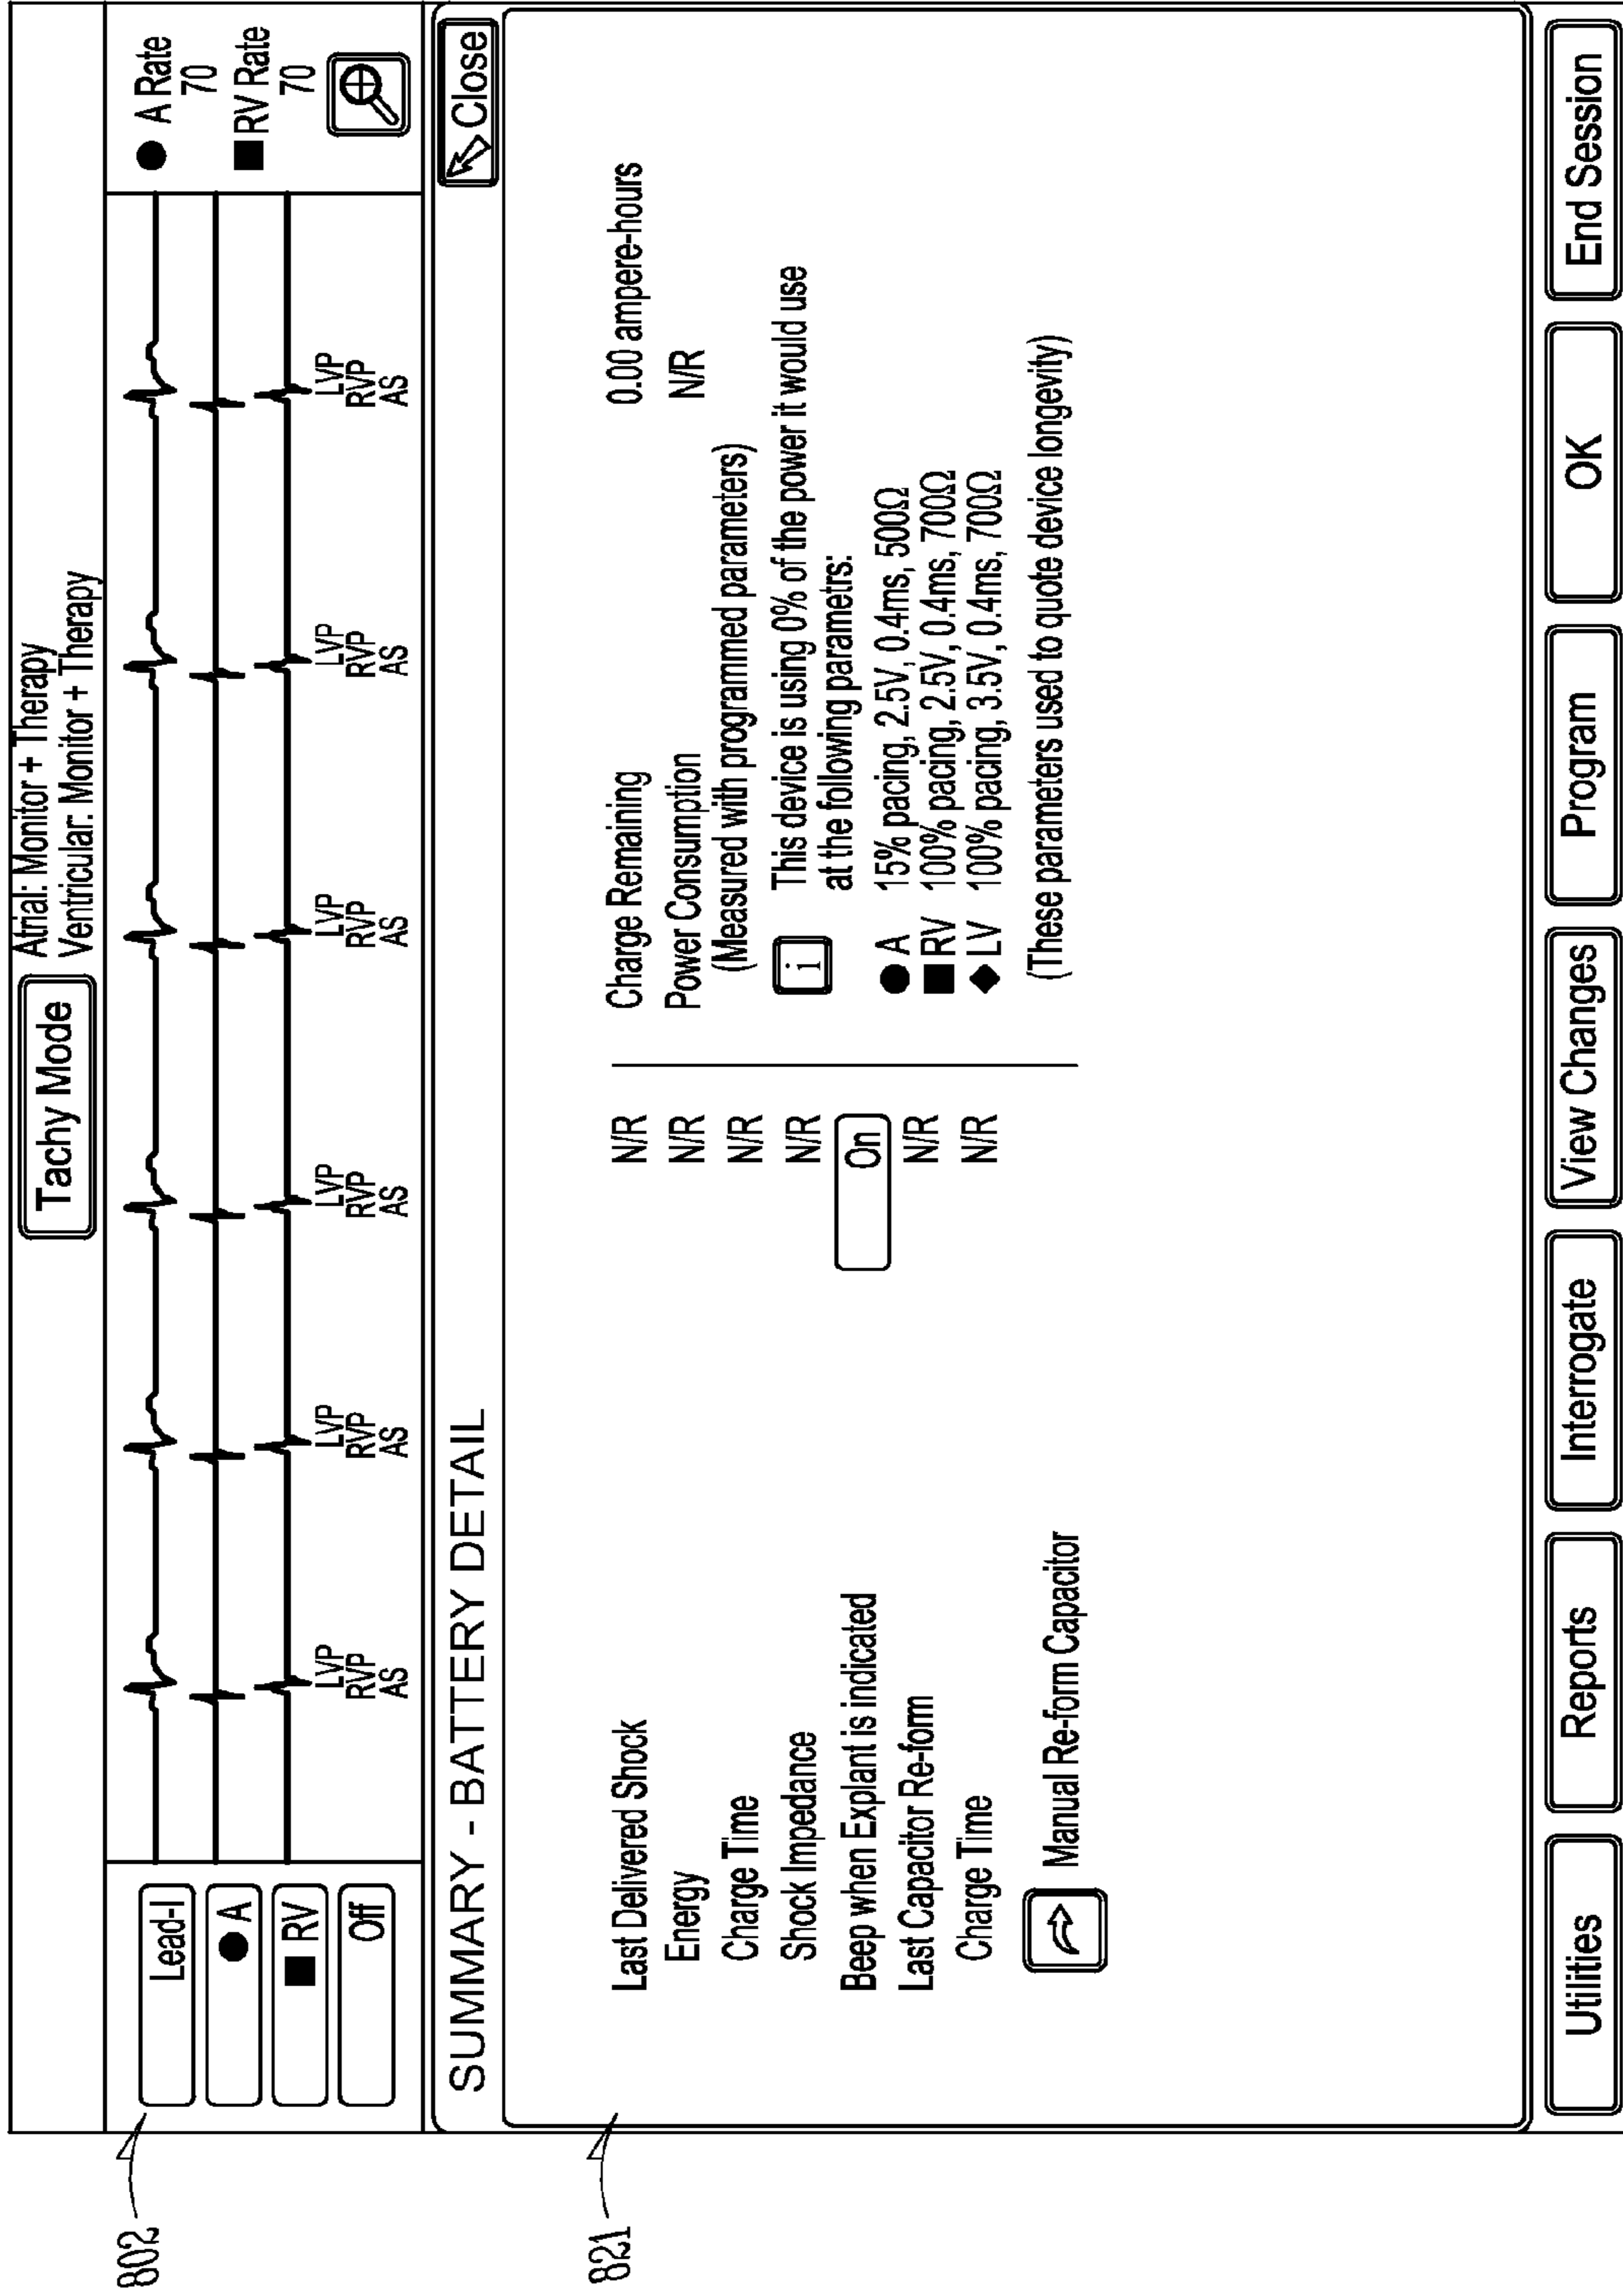 Tachy Mode
Atrial: Monitor + Therapy
Ventricular: Monitor + Therapy
802
Lead-I
A
RV
Off
LVP
RVP
AS
LVP
RVP
AS
LVP
RVP
AS
LVP
RVP
AS
LVP
RVP
AS
LVP
RVP
AS
A Rate
70
RV Rate
70
SUMMARY - BATTERY DETAIL
Close
821
Last Delivered Shock N/R
Energy N/R
Charge Time N/R
Shock Impedance N/R
Beep when Explant is indicated On
Last Capacitor Re-form N/R
Charge Time N/R
Manual Re-form Capacitor
Charge Remaining 0.00 ampere-hours
Power Consumption N/R
(Measured with programmed parameters)
i This device is using 0% of the power it would use
at the following parametrs:
A 15% pacing, 2.5V, 0.4ms, 500Ω
RV 100% pacing, 2.5V, 0.4ms, 700Ω
LV 100% pacing, 3.5V, 0.4ms, 700Ω
(These parameters used to quote device longevity)
Utilities
Reports
Interrogate
View Changes
Program
OK
End Session